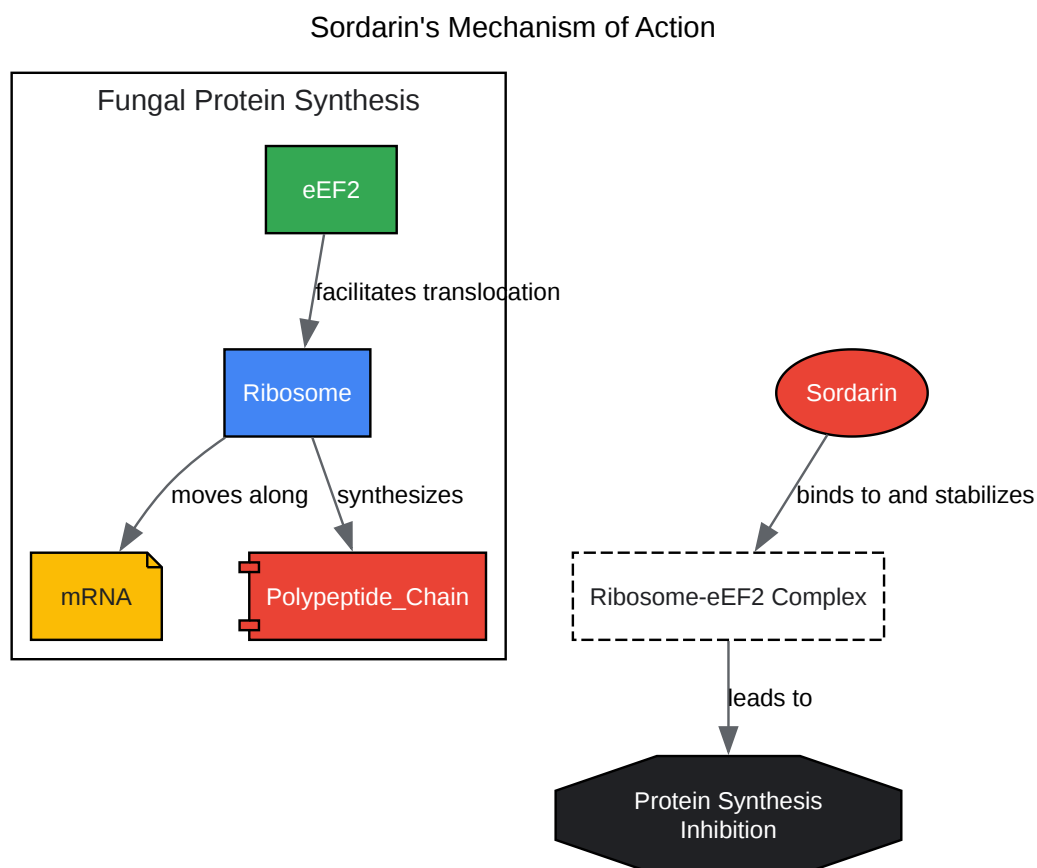 Sordarin's Mechanism of Action
Fungal Protein Synthesis
eEF2
facilitates translocation
Ribosome
moves along
synthesizes
mRNA
Polypeptide_Chain
Sordarin
binds to and stabilizes
Ribosome-eEF2 Complex
leads to
Protein Synthesis
Inhibition